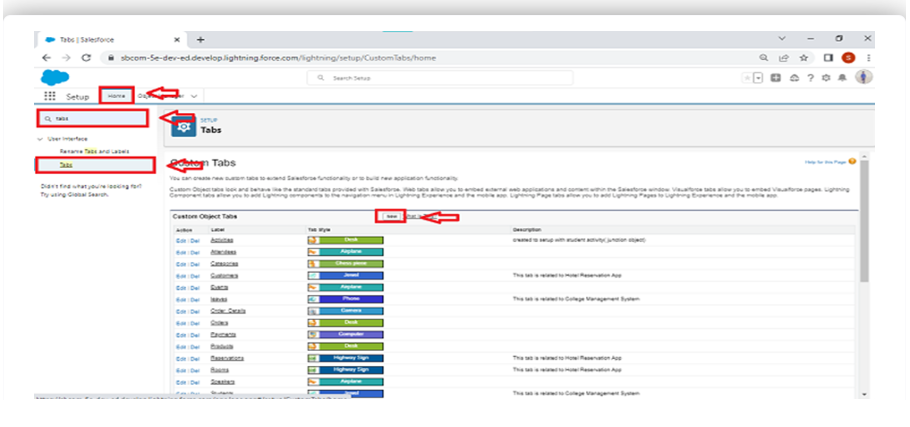 Tabs | Salesforce
sbcom-5e-dev-ed.develop.lightning.force.com/lightning/setup/CustomTabs/home
Search Setup
Setup
Home
tabs
SETUP
Tabs
User Interface
Rename Tabs and Labels
Tabs
Didn't find what you're looking for?
Try using Global Search.
Custom Tabs
Help for this Page
You can create new custom tabs to extend Salesforce functionality or to build new application functionality.
Custom Object tabs look and behave like the standard tabs provided with Salesforce. Web tabs allow you to embed external web applications and content within the Salesforce window. Visualforce tabs allow you to embed Visualforce pages. Lightning
Component tabs allow you to add Lightning components to the navigation menu in Lightning Experience and the mobile app. Lightning Page tabs allow you to add Lightning Pages to Lightning Experience and the mobile app.
Custom Object Tabs
New
What Is
Action Label Tab Style Description
Edit | Del Activities Desk created to setup with student activity( junction object)
Edit | Del Attendees Airplane
Edit | Del Categories Chess piece
Edit | Del Customers Jewel This tab is related to Hotel Reservation App
Edit | Del Events Airplane
Edit | Del leaves Phone This tab is related to College Management System
Edit | Del Order_Details Camera
Edit | Del Orders Desk
Edit | Del Payments Computer
Edit | Del Products Desk
Edit | Del Reservations Highway Sign This tab is related to Hotel Reservation App
Edit | Del Rooms Highway Sign This tab is related to Hotel Reservation App
Edit | Del Speakers Airplane
Edit | Del Students Jewel This tab is related to College Management System